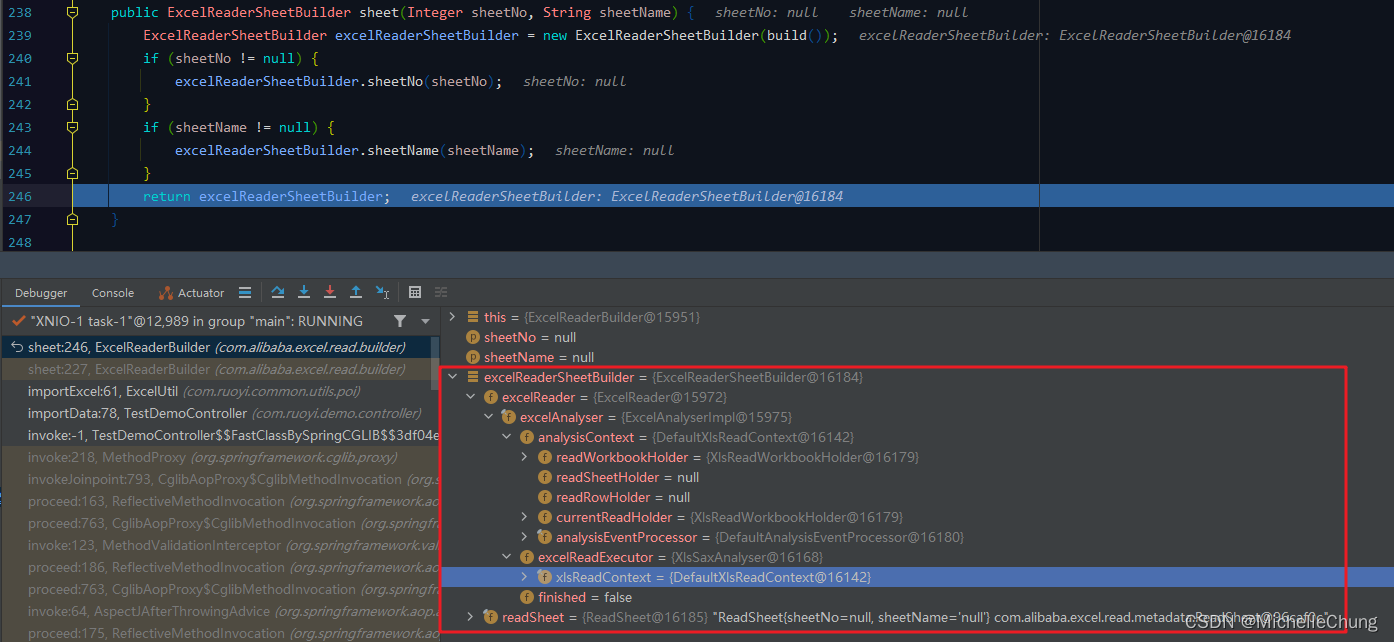 238 public ExcelReaderSheetBuilder sheet(Integer sheetNo, String sheetName) { sheetNo: null sheetName: null
239 ExcelReaderSheetBuilder excelReaderSheetBuilder = new ExcelReaderSheetBuilder(build()); excelReaderSheetBuilder: ExcelReaderSheetBuilder@16184
240 if (sheetNo != null) {
241 excelReaderSheetBuilder.sheetNo(sheetNo); sheetNo: null
242 }
243 if (sheetName != null) {
244 excelReaderSheetBuilder.sheetName(sheetName); sheetName: null
245 }
246 return excelReaderSheetBuilder; excelReaderSheetBuilder: ExcelReaderSheetBuilder@16184
247 }
248
Debugger Console Actuator
"XNIO-1 task-1"@12,989 in group "main": RUNNING
sheet:246, ExcelReaderBuilder (com.alibaba.excel.read.builder)
sheet:227, ExcelReaderBuilder (com.alibaba.excel.read.builder)
importExcel:61, ExcelUtil (com.ruoyi.common.utils.poi)
importData:78, TestDemoController (com.ruoyi.demo.controller)
invoke:-1, TestDemoController$$FastClassBySpringCGLIB$$3df04e
invoke:218, MethodProxy (org.springframework.cglib.proxy)
invokeJoinpoint:793, CglibAopProxy$CglibMethodInvocation (org.s
proceed:163, ReflectiveMethodInvocation (org.springframework.ao
proceed:763, CglibAopProxy$CglibMethodInvocation (org.springfra
invoke:123, MethodValidationInterceptor (org.springframework.val
proceed:186, ReflectiveMethodInvocation (org.springframework.ao
proceed:763, CglibAopProxy$CglibMethodInvocation (org.springfra
invoke:64, AspectJAfterThrowingAdvice (org.springframework.aop.
proceed:175, ReflectiveMethodInvocation (org.springframework.ao
this = {ExcelReaderBuilder@15951}
sheetNo = null
sheetName = null
excelReaderSheetBuilder = {ExcelReaderSheetBuilder@16184}
excelReader = {ExcelReader@15972}
excelAnalyser = {ExcelAnalyserImpl@15975}
analysisContext = {DefaultXlsReadContext@16142}
readWorkbookHolder = {XlsReadWorkbookHolder@16179}
readSheetHolder = null
readRowHolder = null
currentReadHolder = {XlsReadWorkbookHolder@16179}
analysisEventProcessor = {DefaultAnalysisEventProcessor@16180}
excelReadExecutor = {XlsSaxAnalyser@16168}
xlsReadContext = {DefaultXlsReadContext@16142}
finished = false
readSheet = {ReadSheet@16185} "ReadSheet{sheetNo=null, sheetName='null'} com.alibaba.excel.read.metadata.ReadSheet
CSDN @MichelleChung